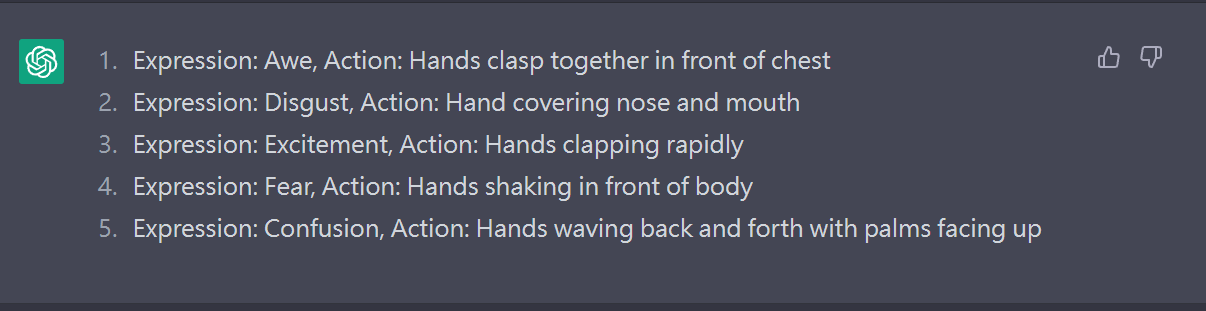 1. Expression: Awe, Action: Hands clasp together in front of chest
2. Expression: Disgust, Action: Hand covering nose and mouth
3. Expression: Excitement, Action: Hands clapping rapidly
4. Expression: Fear, Action: Hands shaking in front of body
5. Expression: Confusion, Action: Hands waving back and forth with palms facing up